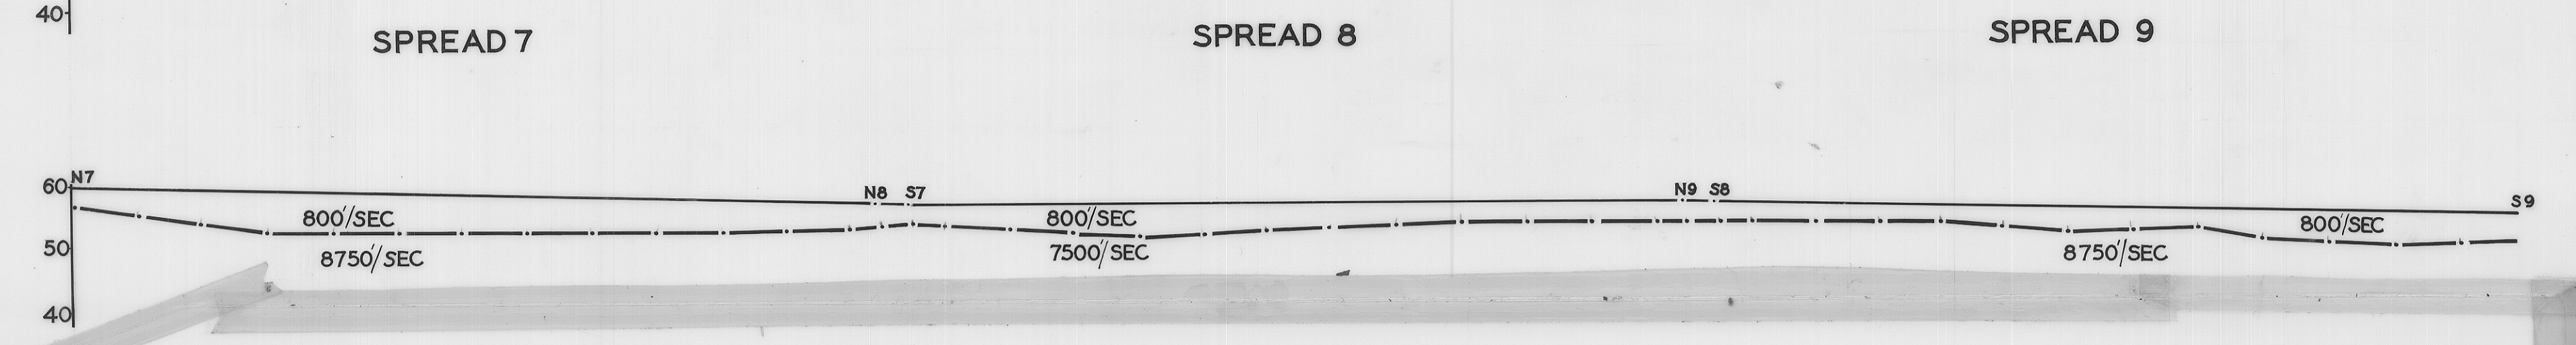 40
SPREAD 7 SPREAD 8 SPREAD 9
60 N7 N8 S7 N9 S8 S9
800'/SEC 800'/SEC 800'/SEC
50
8750'/SEC 7500'/SEC 8750'/SEC
40